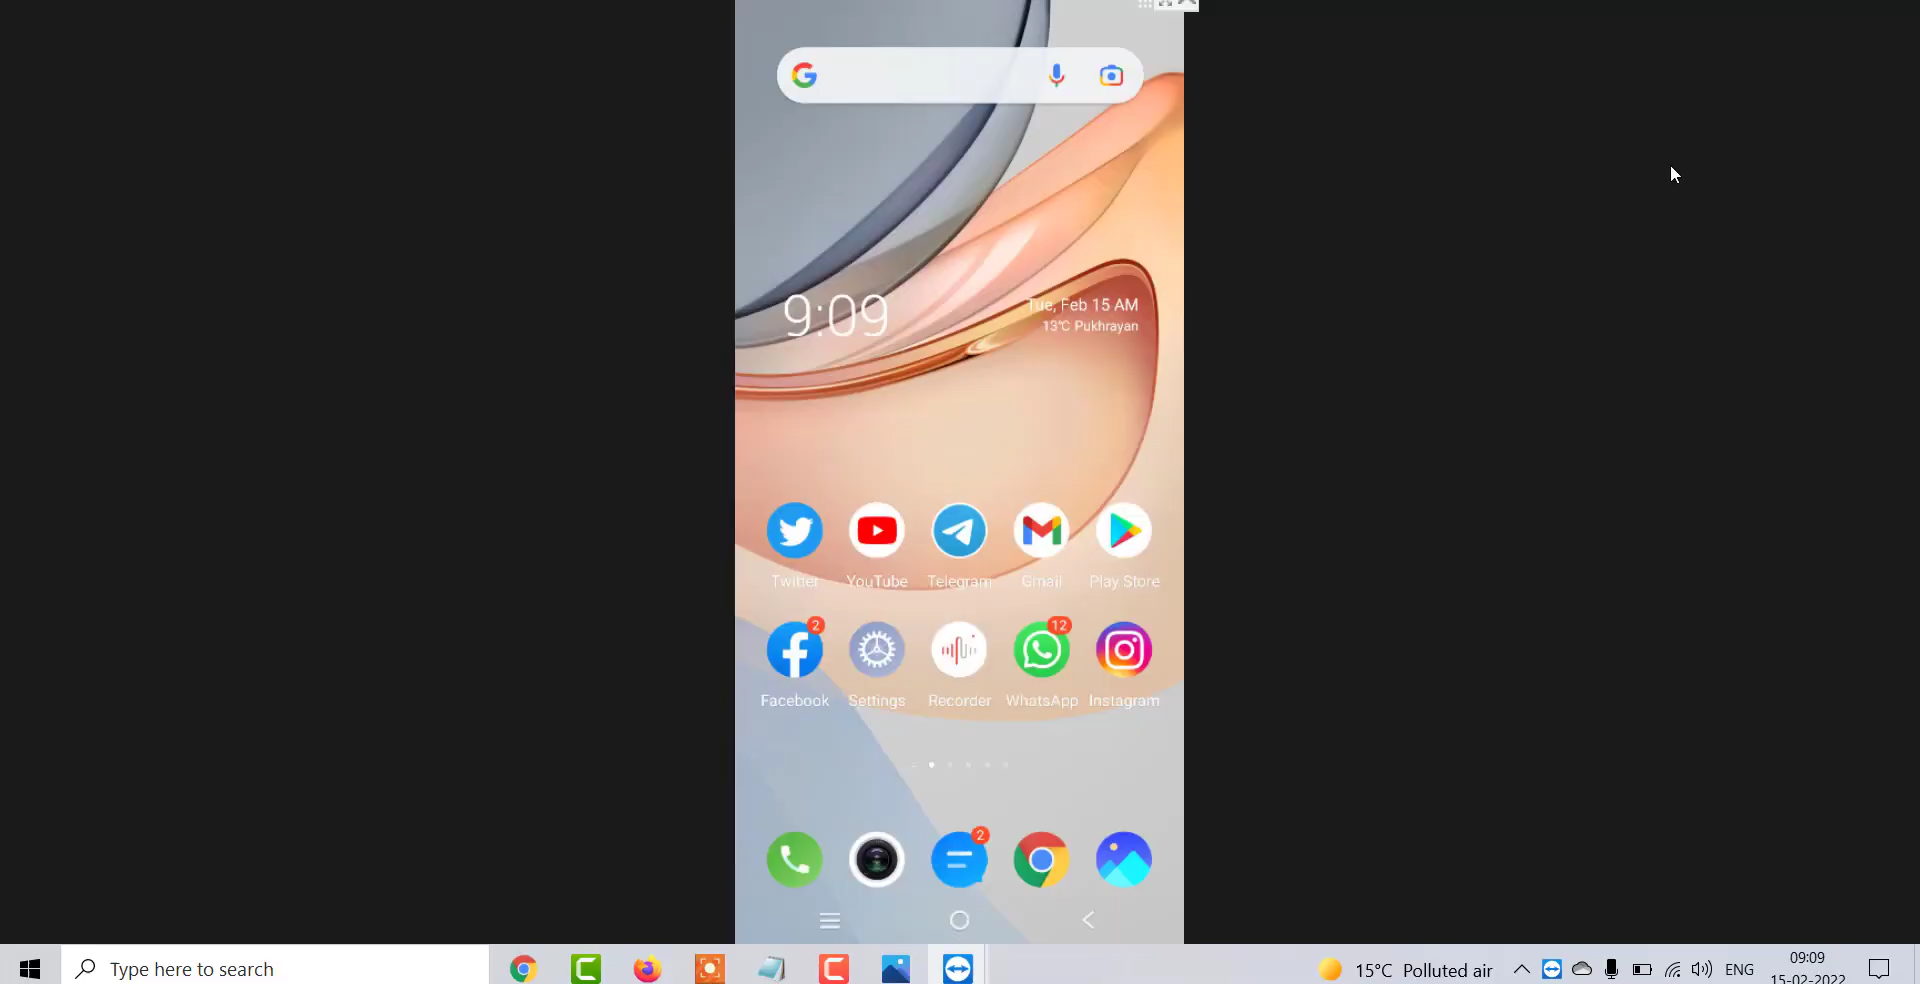 9:09
Tue, Feb 15 AM
13°C Pukhrayan
Twitter YouTube Telegram Gmail Play Store
2 12
Facebook Settings Recorder WhatsApp Instagram
2
Type here to search
15°C Polluted air
ENG
09:09
15-02-2022